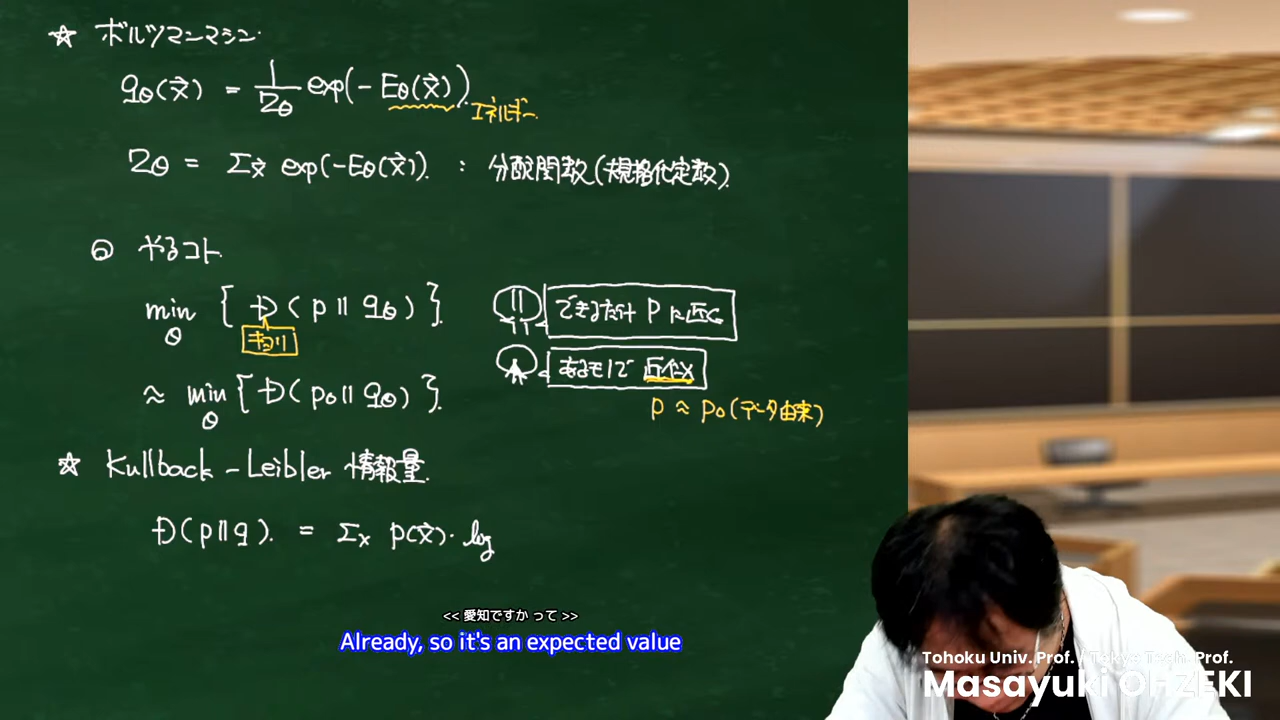 ☆ ボルツマンマシン
qθ(x⃗) = 1/Zθ exp(-Eθ(x⃗))
エネルギー
Zθ = Σx⃗ exp(-Eθ(x⃗)) : 分配関数(規格化定数)
◎ やるコト
min θ { D( p ∥ qθ ) }
キョリ
できるだけ P に近く
≈ min θ { D( p0 ∥ qθ ) }
あるモノで 近似
p ≈ p0 (データ由来)
☆ Kullback - Leibler 情報量
D(p∥q) = Σx p(x⃗)・log
<< 愛知ですか って >>
Already, so it's an expected value
Tohoku Univ. Prof. / Tokyo Tech. Prof.
Masayuki OHZEKI